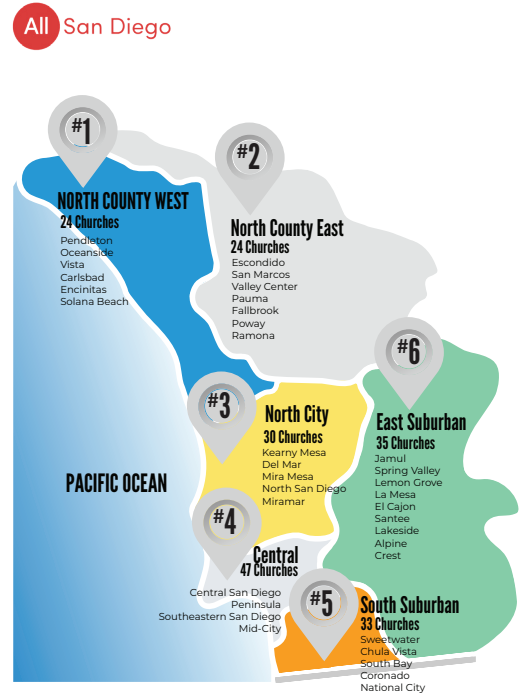 All San Diego
#1
NORTH COUNTY WEST
24 Churches
Pendleton
Oceanside
Vista
Carlsbad
Encinitas
Solana Beach
#2
North County East
24 Churches
Escondido
San Marcos
Valley Center
Pauma
Fallbrook
Poway
Ramona
#3
North City
30 Churches
Kearny Mesa
Del Mar
Mira Mesa
North San Diego
Miramar
#6
East Suburban
35 Churches
Jamul
Spring Valley
Lemon Grove
La Mesa
El Cajon
Santee
Lakeside
Alpine
Crest
PACIFIC OCEAN
#4
Central
47 Churches
Central San Diego
Peninsula
Southeastern San Diego
Mid-City
#5
South Suburban
33 Churches
Sweetwater
Chula Vista
South Bay
Coronado
National City